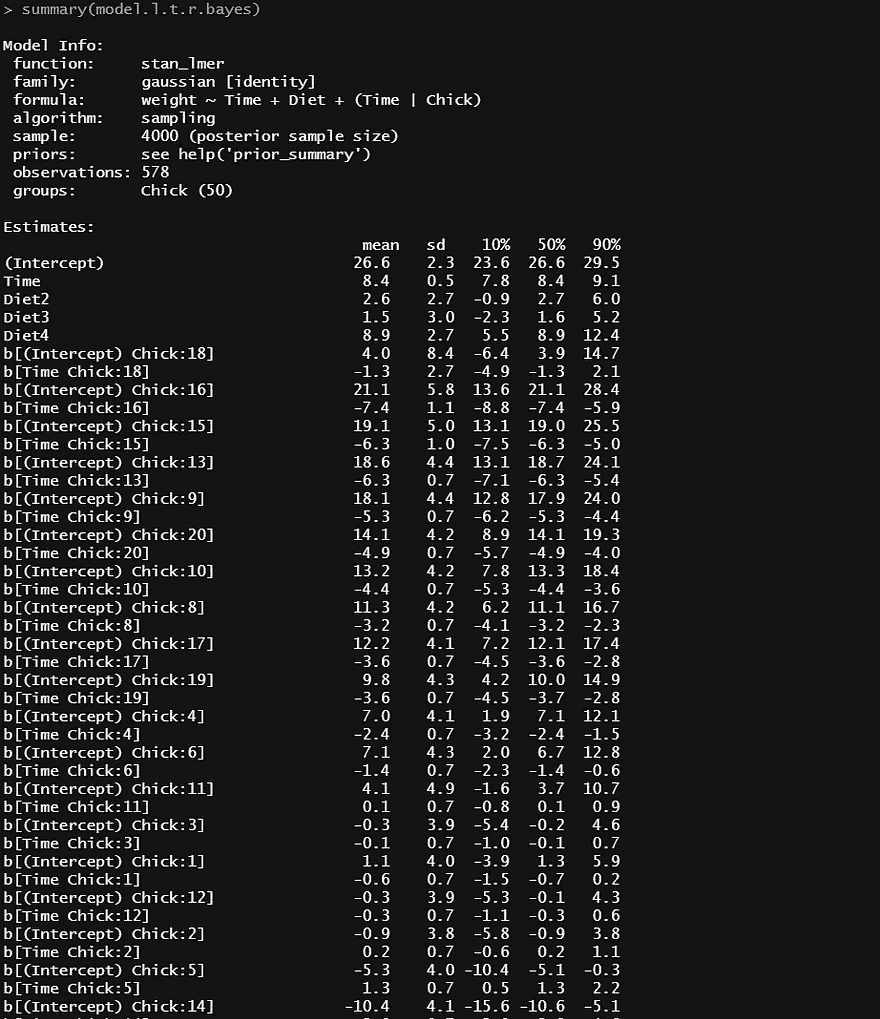 > summary(model.l.t.r.bayes)
Model Info:
function: stan_lmer
family: gaussian [identity]
formula: weight ~ Time + Diet + (Time | Chick)
algorithm: sampling
sample: 4000 (posterior sample size)
priors: see help('prior_summary')
observations: 578
groups: Chick (50)
Estimates:
mean sd 10% 50% 90%
(Intercept) 26.6 2.3 23.6 26.6 29.5
Time 8.4 0.5 7.8 8.4 9.1
Diet2 2.6 2.7 -0.9 2.7 6.0
Diet3 1.5 3.0 -2.3 1.6 5.2
Diet4 8.9 2.7 5.5 8.9 12.4
b[(Intercept) Chick:18] 4.0 8.4 -6.4 3.9 14.7
b[Time Chick:18] -1.3 2.7 -4.9 -1.3 2.1
b[(Intercept) Chick:16] 21.1 5.8 13.6 21.1 28.4
b[Time Chick:16] -7.4 1.1 -8.8 -7.4 -5.9
b[(Intercept) Chick:15] 19.1 5.0 13.1 19.0 25.5
b[Time Chick:15] -6.3 1.0 -7.5 -6.3 -5.0
b[(Intercept) Chick:13] 18.6 4.4 13.1 18.7 24.1
b[Time Chick:13] -6.3 0.7 -7.1 -6.3 -5.4
b[(Intercept) Chick:9] 18.1 4.4 12.8 17.9 24.0
b[Time Chick:9] -5.3 0.7 -6.2 -5.3 -4.4
b[(Intercept) Chick:20] 14.1 4.2 8.9 14.1 19.3
b[Time Chick:20] -4.9 0.7 -5.7 -4.9 -4.0
b[(Intercept) Chick:10] 13.2 4.2 7.8 13.3 18.4
b[Time Chick:10] -4.4 0.7 -5.3 -4.4 -3.6
b[(Intercept) Chick:8] 11.3 4.2 6.2 11.1 16.7
b[Time Chick:8] -3.2 0.7 -4.1 -3.2 -2.3
b[(Intercept) Chick:17] 12.2 4.1 7.2 12.1 17.4
b[Time Chick:17] -3.6 0.7 -4.5 -3.6 -2.8
b[(Intercept) Chick:19] 9.8 4.3 4.2 10.0 14.9
b[Time Chick:19] -3.6 0.7 -4.5 -3.7 -2.8
b[(Intercept) Chick:4] 7.0 4.1 1.9 7.1 12.1
b[Time Chick:4] -2.4 0.7 -3.2 -2.4 -1.5
b[(Intercept) Chick:6] 7.1 4.3 2.0 6.7 12.8
b[Time Chick:6] -1.4 0.7 -2.3 -1.4 -0.6
b[(Intercept) Chick:11] 4.1 4.9 -1.6 3.7 10.7
b[Time Chick:11] 0.1 0.7 -0.8 0.1 0.9
b[(Intercept) Chick:3] -0.3 3.9 -5.4 -0.2 4.6
b[Time Chick:3] -0.1 0.7 -1.0 -0.1 0.7
b[(Intercept) Chick:1] 1.1 4.0 -3.9 1.3 5.9
b[Time Chick:1] -0.6 0.7 -1.5 -0.7 0.2
b[(Intercept) Chick:12] -0.3 3.9 -5.3 -0.1 4.3
b[Time Chick:12] -0.3 0.7 -1.1 -0.3 0.6
b[(Intercept) Chick:2] -0.9 3.8 -5.8 -0.9 3.8
b[Time Chick:2] 0.2 0.7 -0.6 0.2 1.1
b[(Intercept) Chick:5] -5.3 4.0 -10.4 -5.1 -0.3
b[Time Chick:5] 1.3 0.7 0.5 1.3 2.2
b[(Intercept) Chick:14] -10.4 4.1 -15.6 -10.6 -5.1